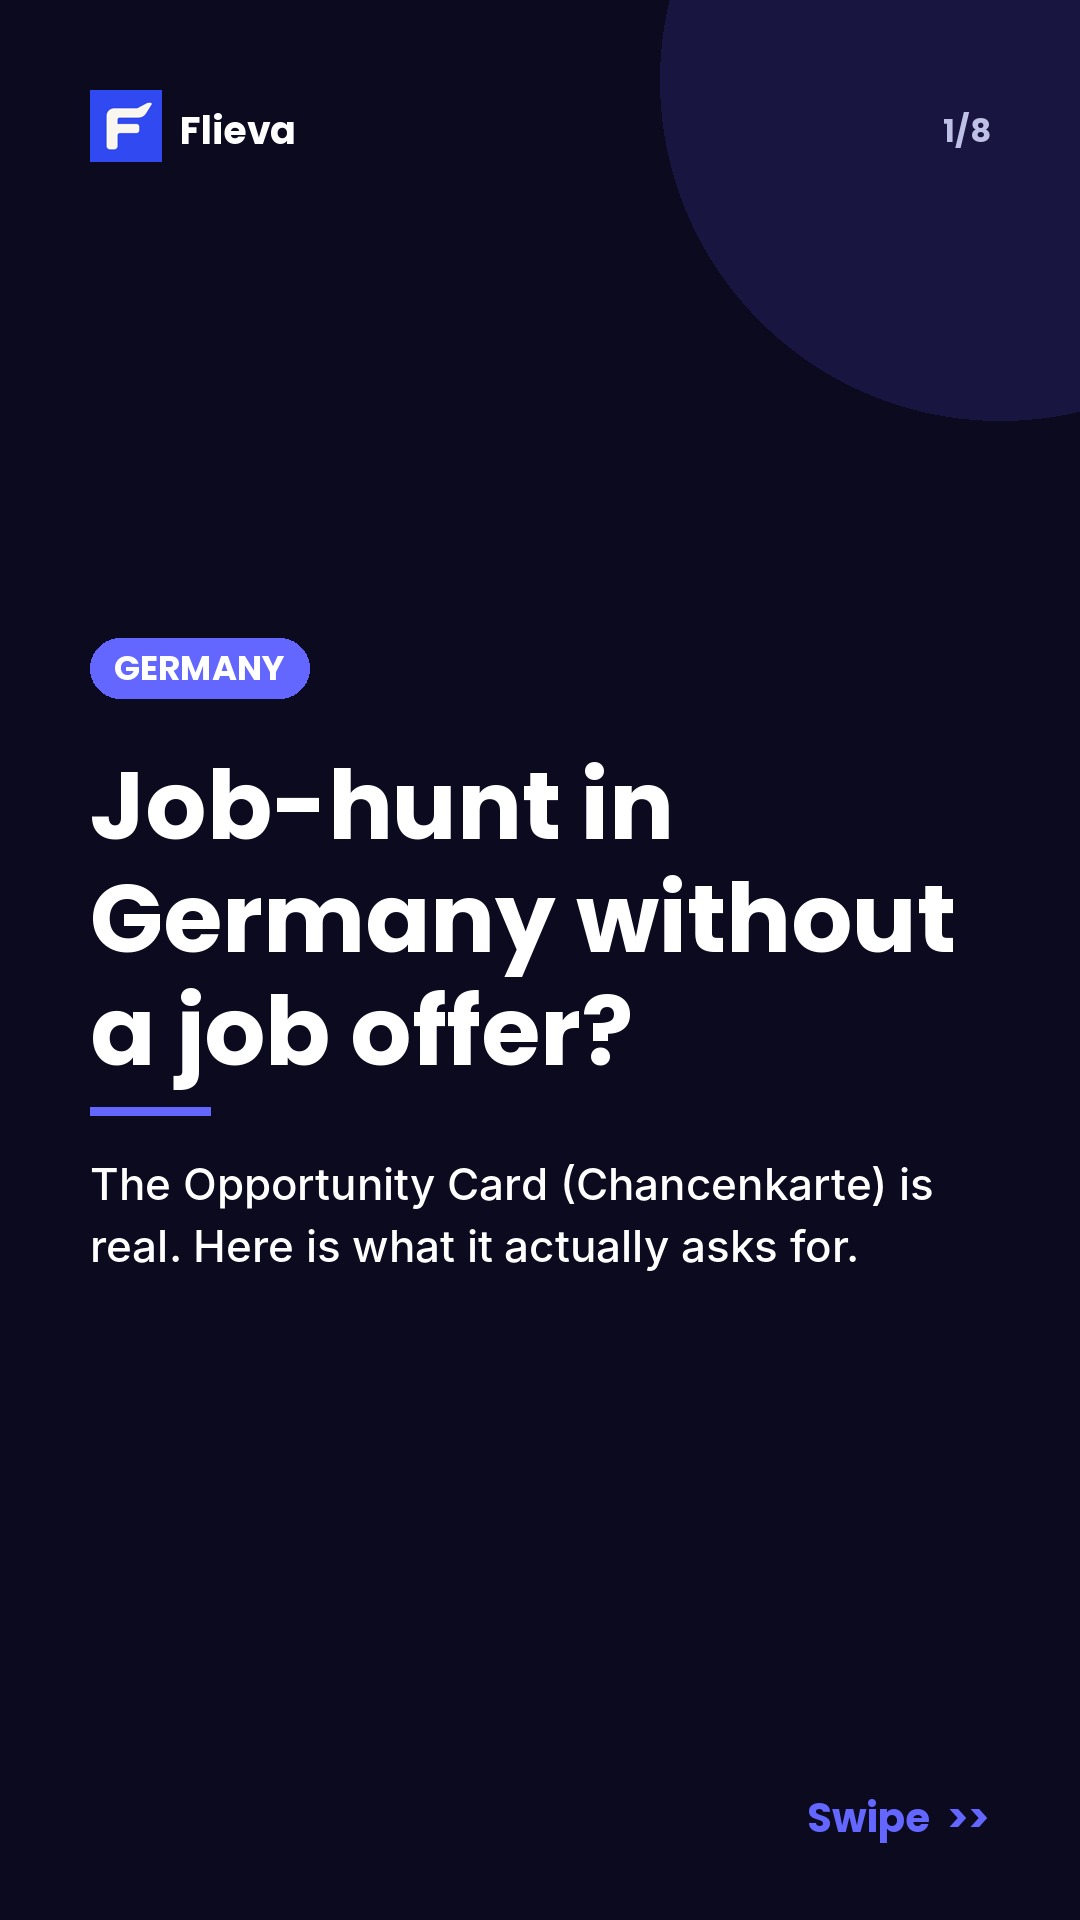 Flieva
1/8
GERMANY
Job-hunt in
Germany without
a job offer?
The Opportunity Card (Chancenkarte) is
real. Here is what it actually asks for.
Swipe >>